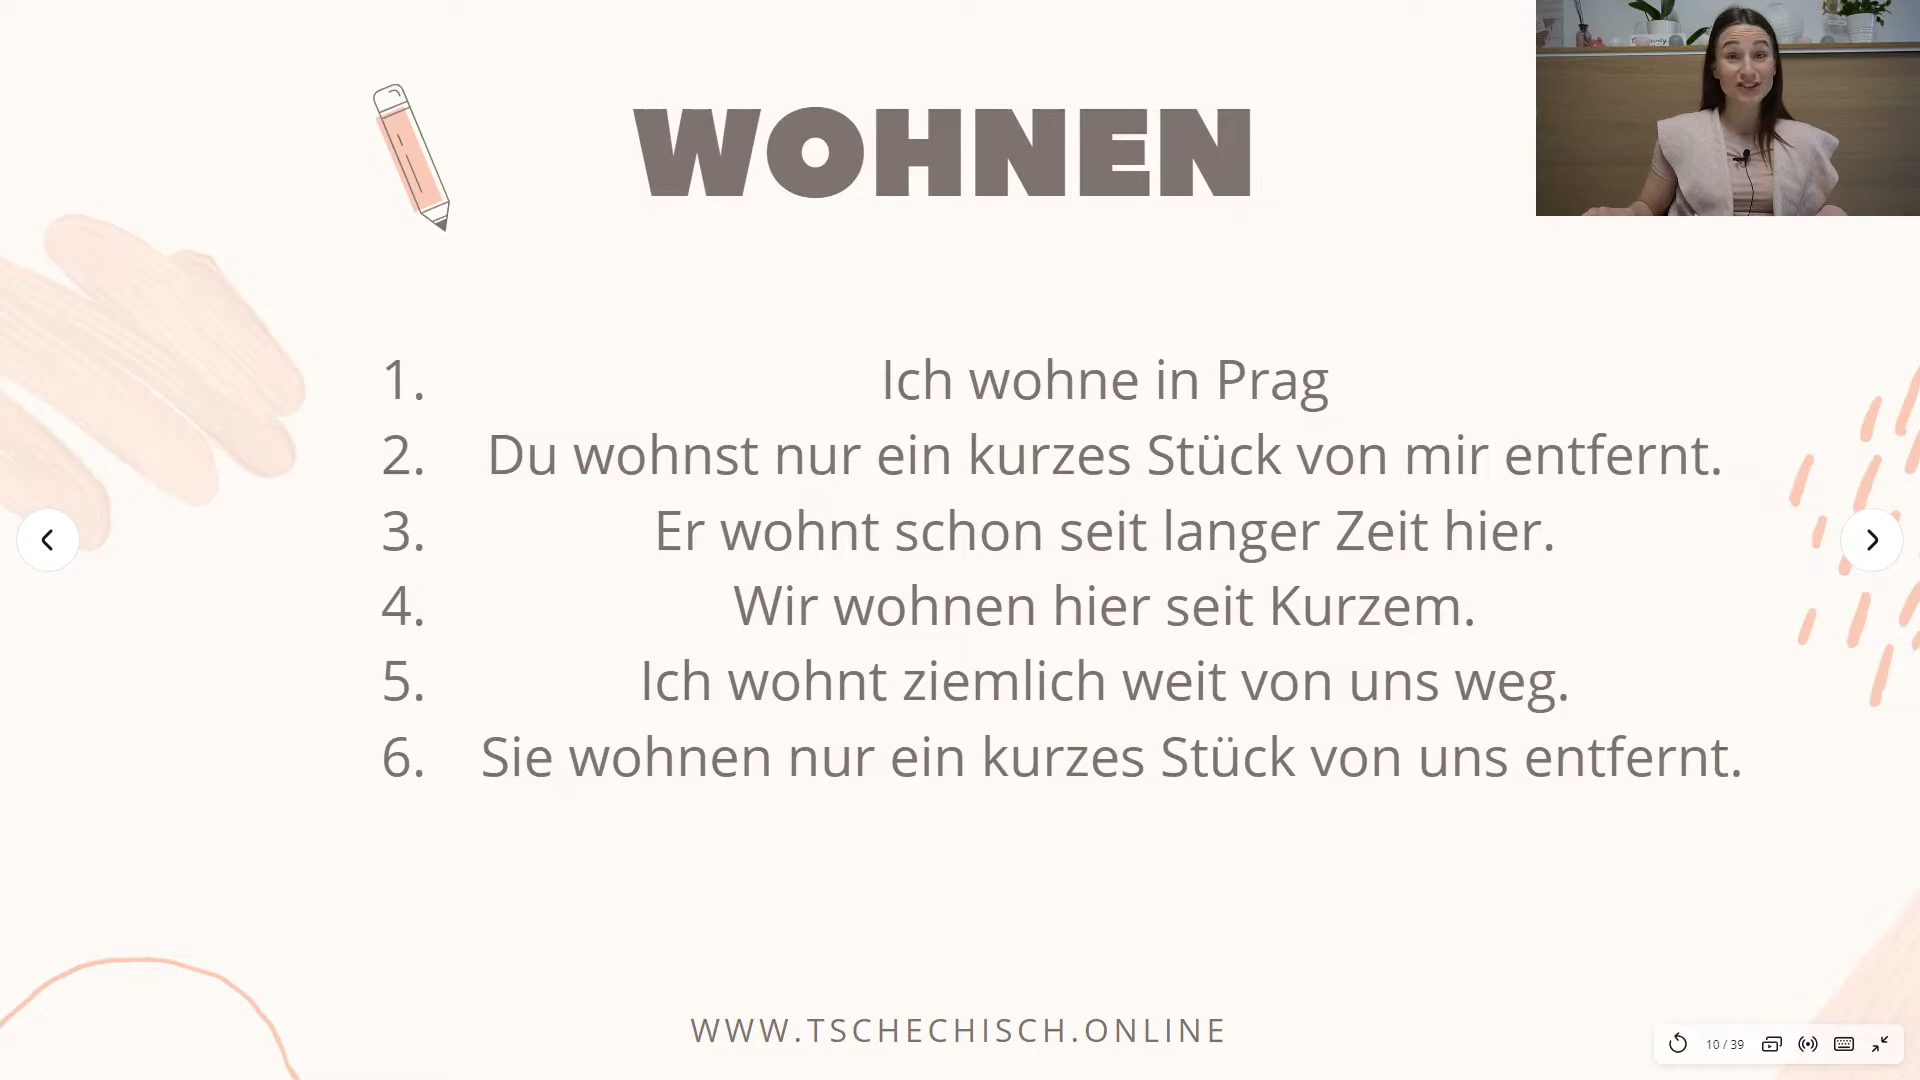 WOHNEN
1. Ich wohne in Prag
2. Du wohnst nur ein kurzes Stück von mir entfernt.
3. Er wohnt schon seit langer Zeit hier.
4. Wir wohnen hier seit Kurzem.
5. Ich wohnt ziemlich weit von uns weg.
6. Sie wohnen nur ein kurzes Stück von uns entfernt.
WWW.TSCHECHISCH.ONLINE
10 / 39